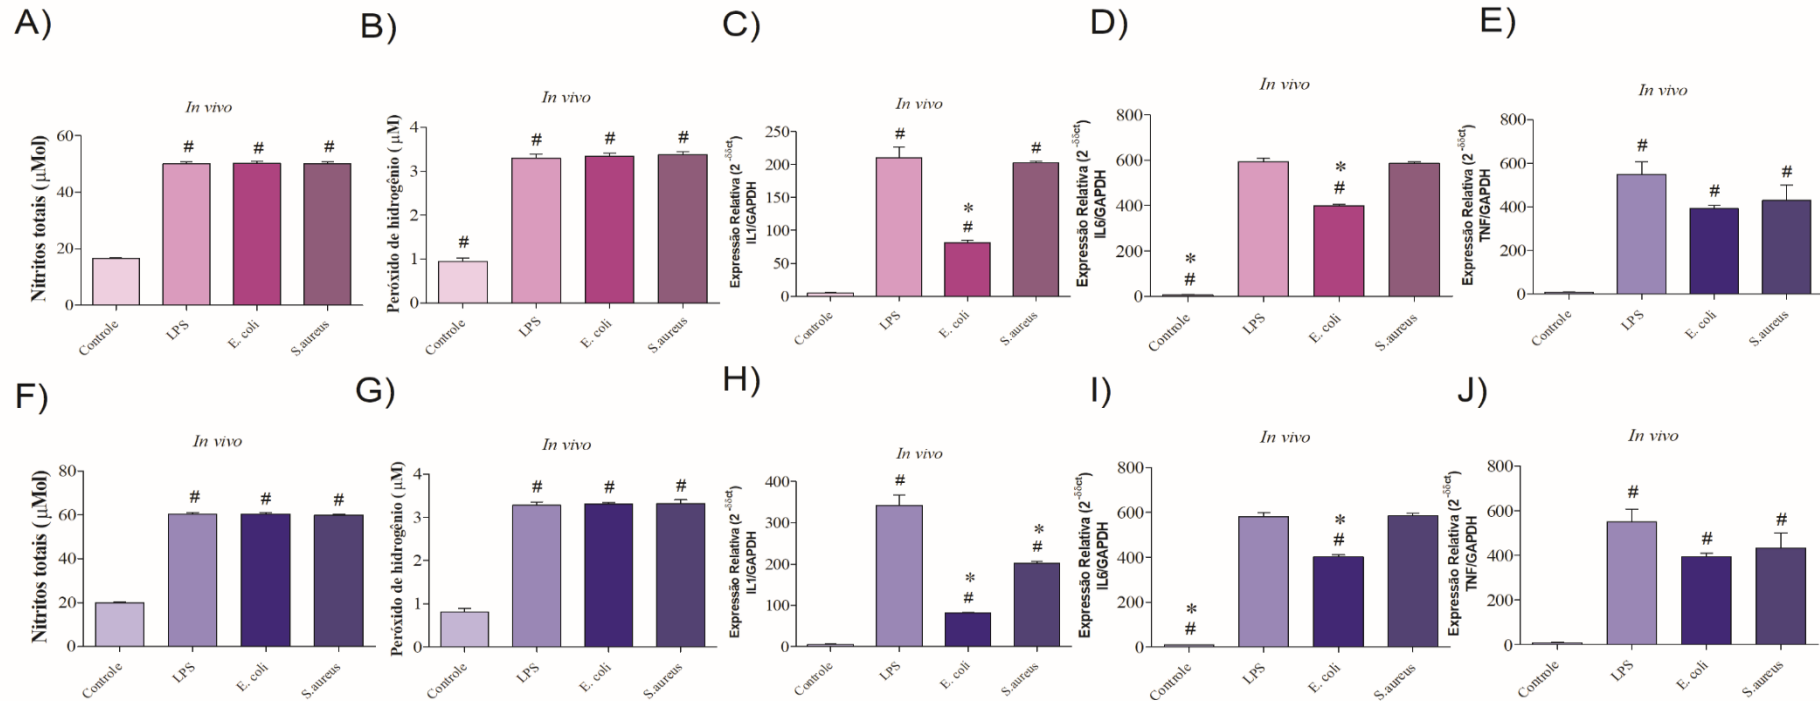 A)
In vivo
Nitritos totais (μMol)
60
40
20
0
# # #
Controle
LPS
E. coli
S.aureus
B)
In vivo
Peróxido de hidrogênio ( μM)
4
3
2
1
0
# # # #
Controle
LPS
E. coli
S.aureus
C)
In vivo
Expressão Relativa (2 -δδct)
IL1/GAPDH
250
200
150
100
50
0
# * # #
Controle
LPS
E. coli
S.aureus
D)
In vivo
Expressão Relativa (2 -δδct)
IL6/GAPDH
800
600
400
200
0
* # * #
Controle
LPS
E. coli
S.aureus
E)
In vivo
Expressão Relativa (2 -δδct)
TNF/GAPDH
800
600
400
200
0
# # #
Controle
LPS
E. coli
S.aureus
F)
In vivo
Nitritos totais (μMol)
80
60
40
20
0
# # #
Controle
LPS
E. coli
S.aureus
G)
In vivo
Peróxido de hidrogênio ( μM)
4
3
2
1
0
# # #
Controle
LPS
E. coli
S.aureus
H)
In vivo
Expressão Relativa (2 -δδct)
IL1/GAPDH
400
300
200
100
0
# * # * #
Controle
LPS
E. coli
S.aureus
I)
In vivo
Expressão Relativa (2 -δδct)
IL6/GAPDH
800
600
400
200
0
* # * #
Controle
LPS
E. coli
S.aureus
J)
In vivo
Expressão Relativa (2 -δδct)
TNF/GAPDH
800
600
400
200
0
# # #
Controle
LPS
E. coli
S.aureus